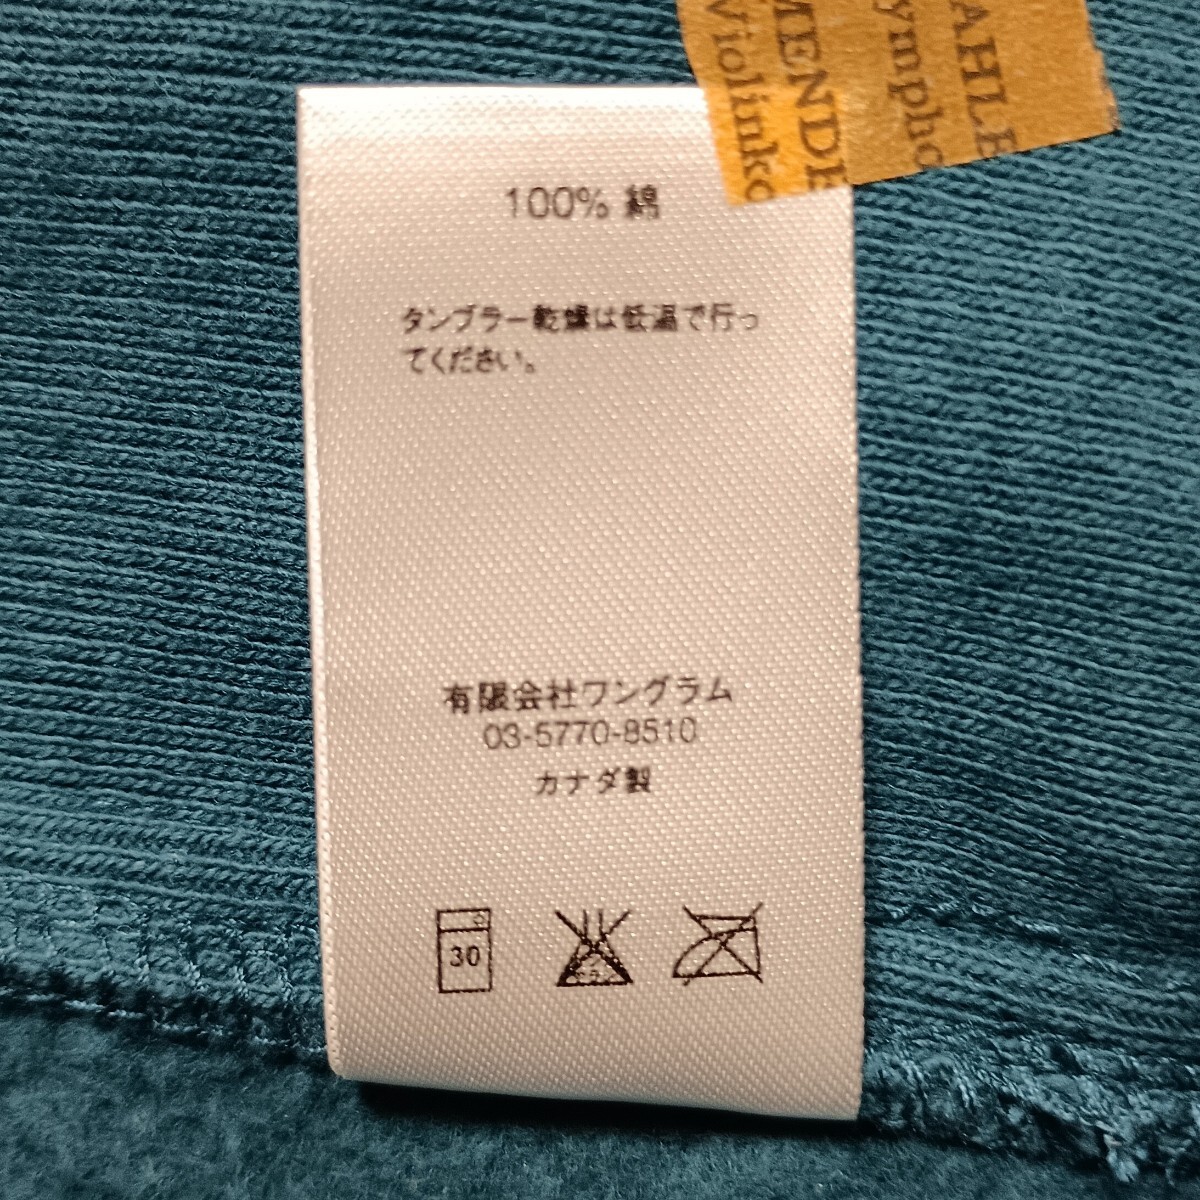 AHLE
ympho
MENDE
Violinko
100% 綿
タンブラー乾燥は低温で行っ
てください。
有限会社ワングラム
03-5770-8510
カナダ製
30